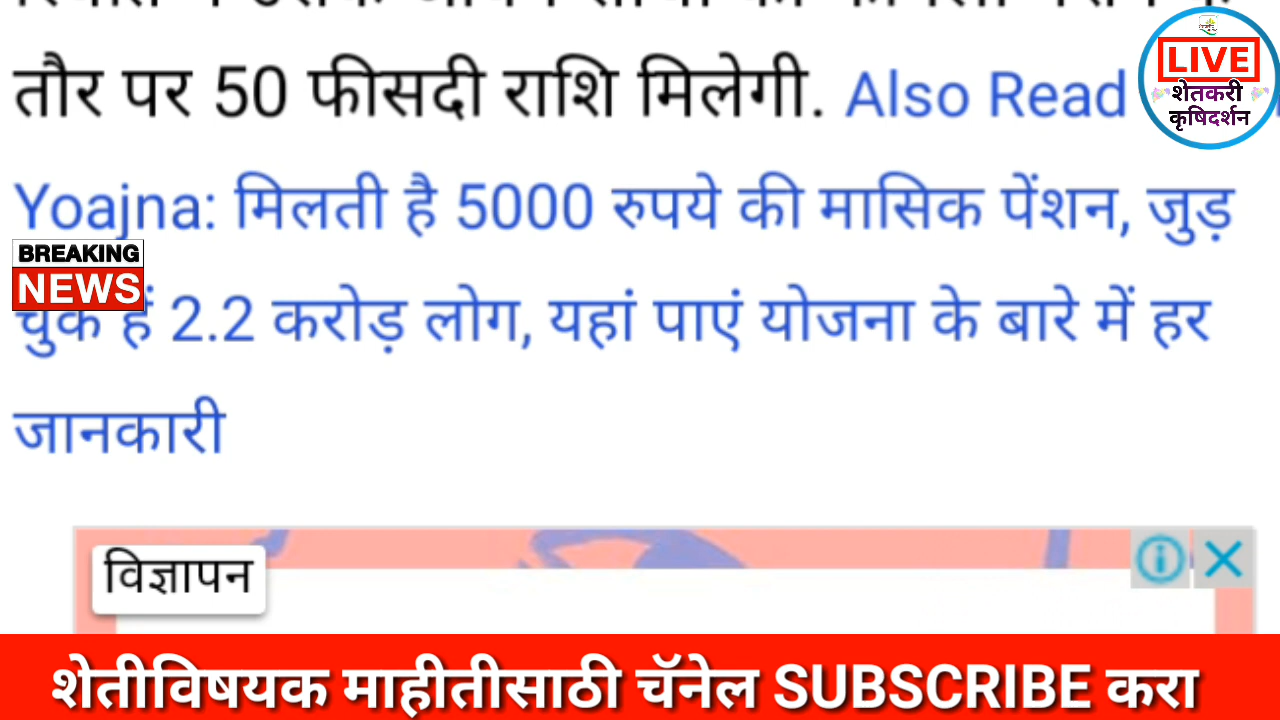 तौर पर 50 फीसदी राशि मिलेगी. Also Read
Yoajna: मिलती है 5000 रुपये की मासिक पेंशन, जुड़
चुके हैं 2.2 करोड़ लोग, यहां पाएं योजना के बारे में हर
जानकारी
LIVE
शेतकरी
कृषिदर्शन
BREAKING
NEWS
विज्ञापन
शेतीविषयक माहीतीसाठी चॅनेल SUBSCRIBE करा